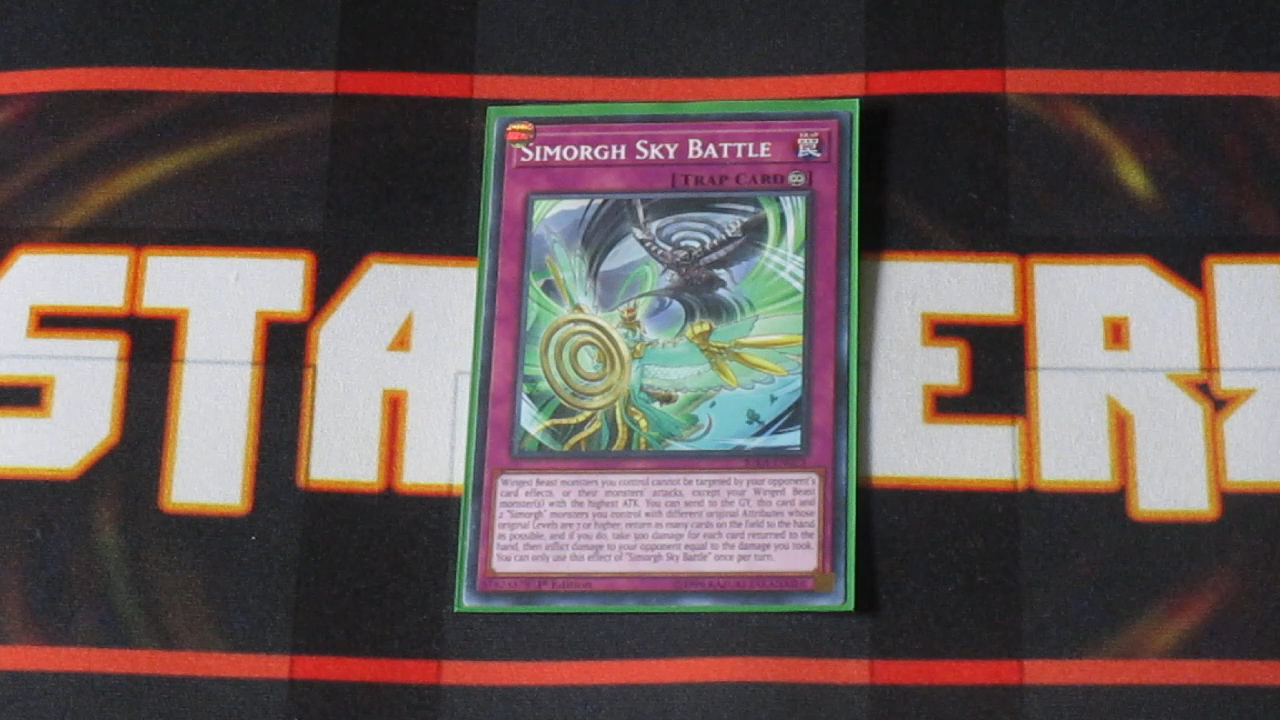 SIMORGH SKY BATTLE
罠
[TRAP CARD]
STA
ERS
Winged Beast monsters you control cannot be targeted by your opponent's
card effects, or their monsters' attacks, except your Winged Beast
monster(s) with the highest ATK. You can send to the GY, this card and
2 "Simorgh" monsters you control with different original Attributes whose
original Levels are 7 or higher; return as many cards on the field to the hand
as possible, and if you do, take 500 damage for each card returned to the
hand, then inflict damage to your opponent equal to the damage you took.
You can only use this effect of "Simorgh Sky Battle" once per turn.
1st Edition
©1996 KAZUKI TAKAHASHI